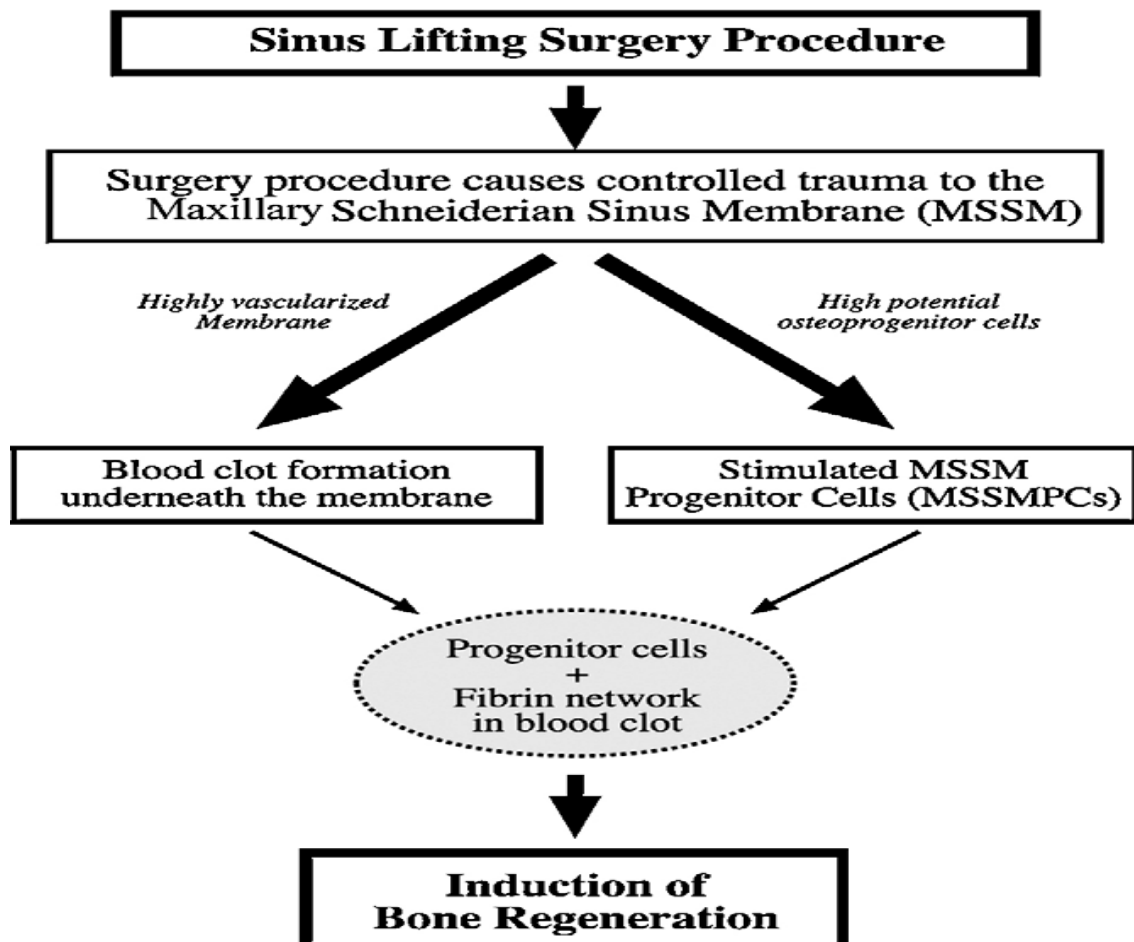 Sinus Lifting Surgery Procedure
Surgery procedure causes controlled trauma to the
Maxillary Schneiderian Sinus Membrane (MSSM)
Highly vascularized
Membrane
High potential
osteoprogenitor cells
Blood clot formation
underneath the membrane
Stimulated MSSM
Progenitor Cells (MSSMPCs)
Progenitor cells
+
Fibrin network
in blood clot
Induction of
Bone Regeneration